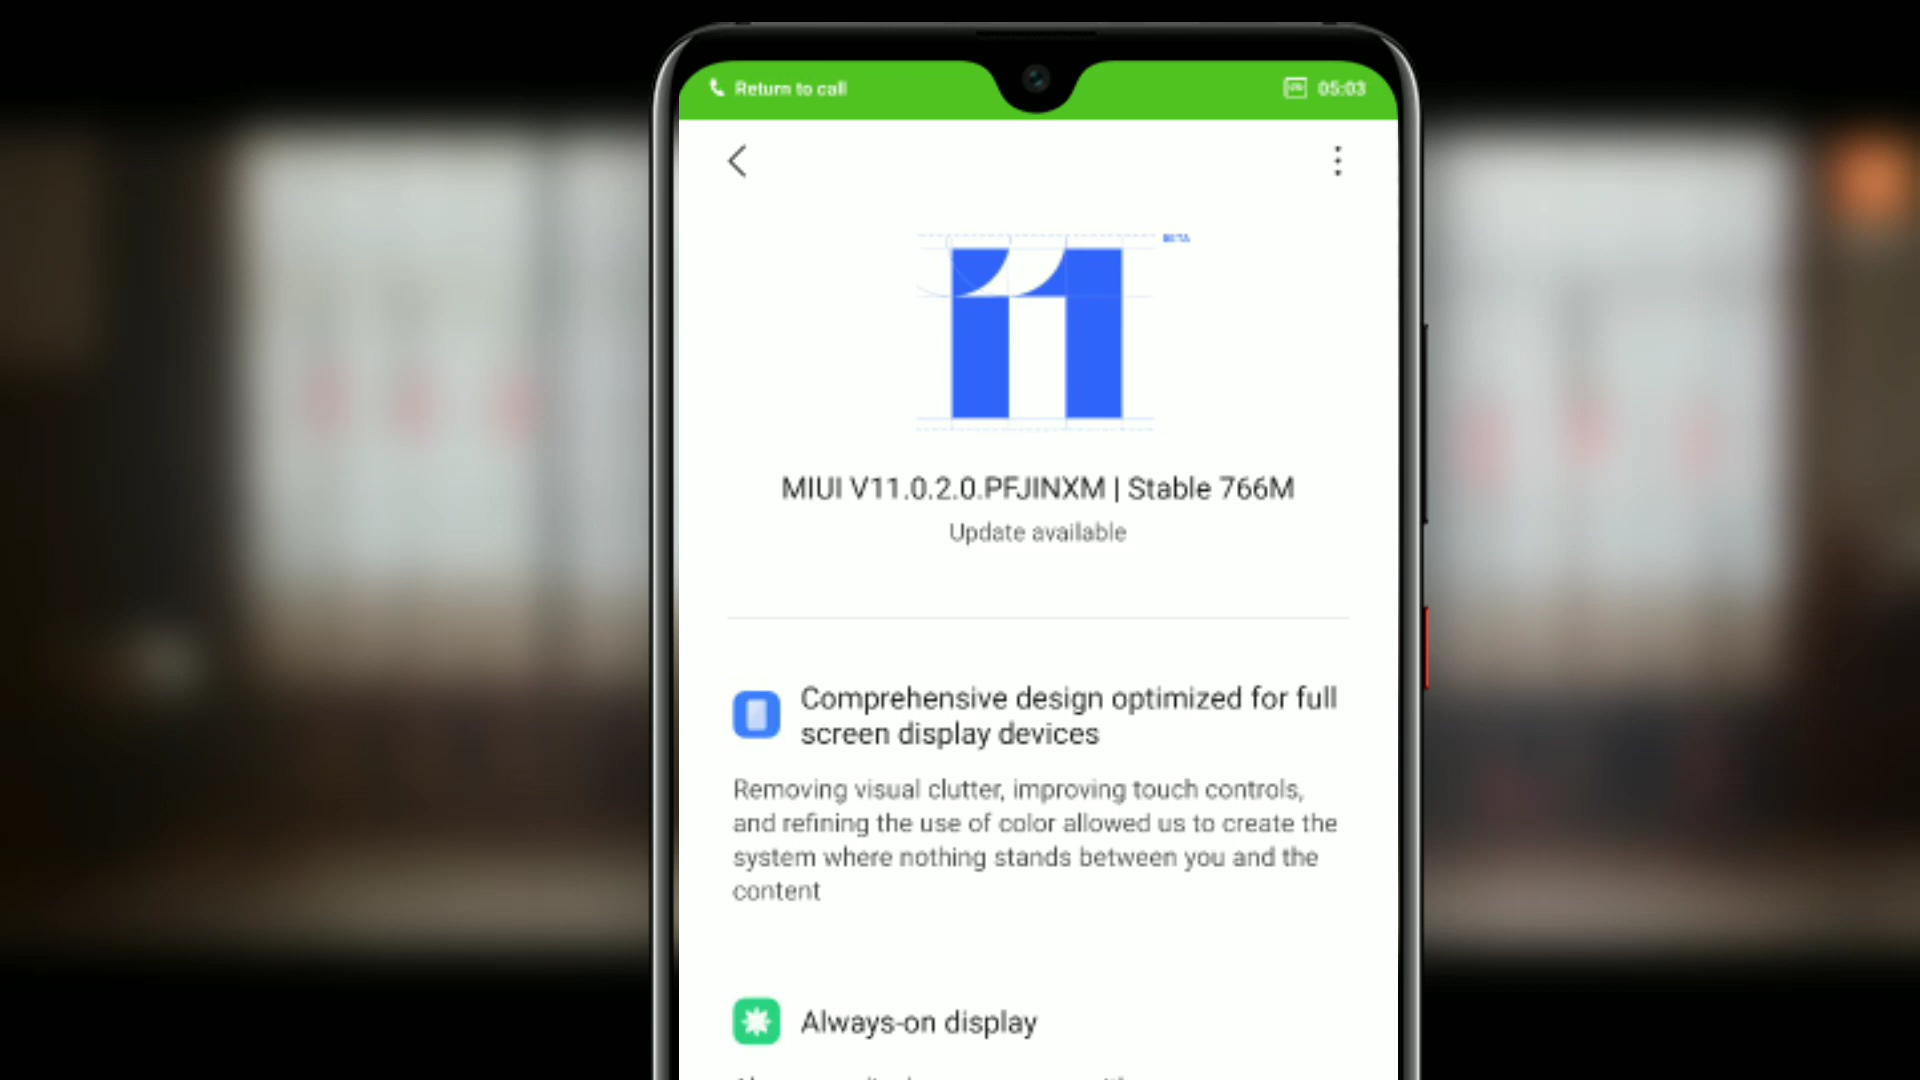 Return to call
05:03
BETA
MIUI V11.0.2.0.PFJINXM | Stable 766M
Update available
Comprehensive design optimized for full
screen display devices
Removing visual clutter, improving touch controls,
and refining the use of color allowed us to create the
system where nothing stands between you and the
content
Always-on display